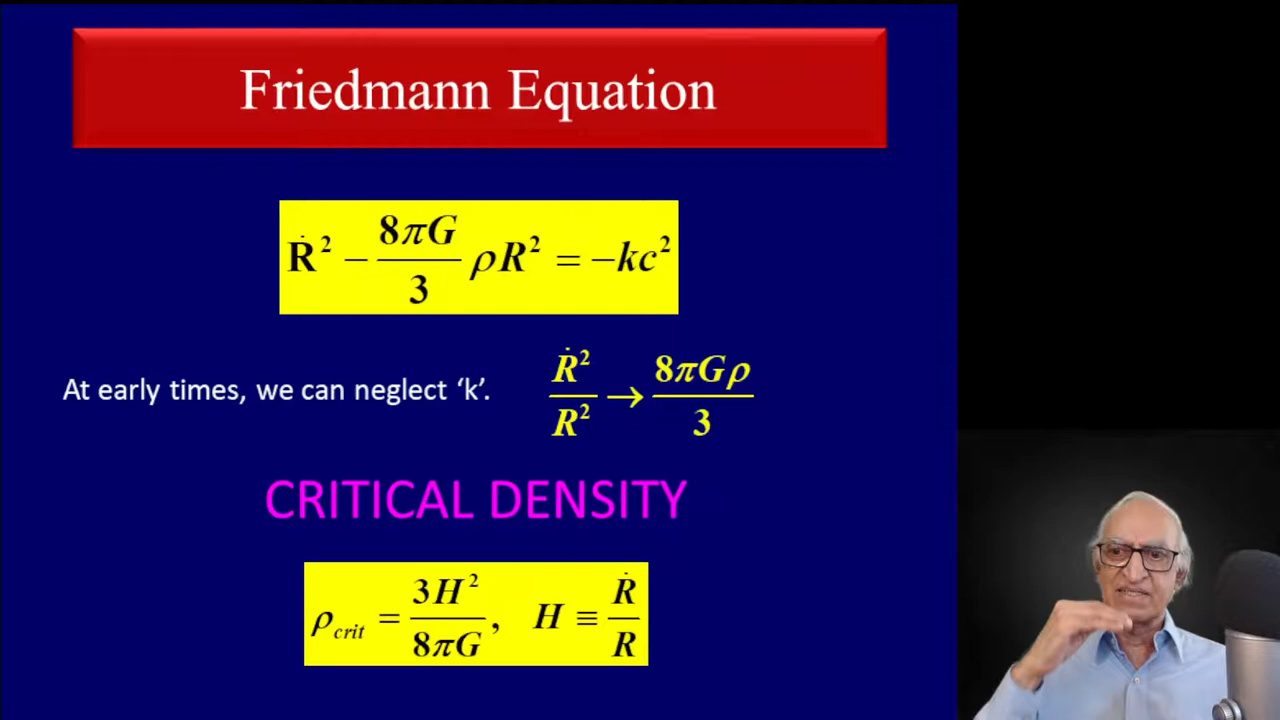 Friedmann Equation
Ṙ² − 8πG/3 ρR² = −kc²
At early times, we can neglect ‘k’. Ṙ²/R² → 8πGρ/3
CRITICAL DENSITY
ρ_crit = 3H²/8πG, H ≡ Ṙ/R